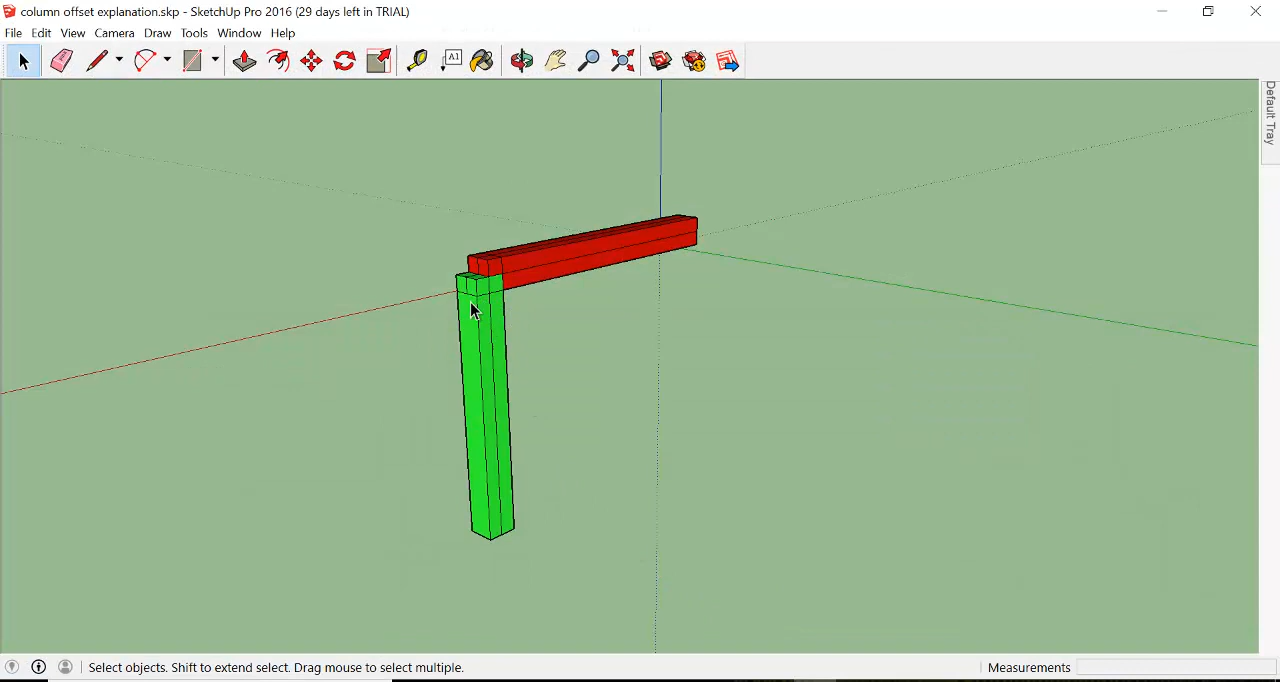 column offset explanation.skp - SketchUp Pro 2016 (29 days left in TRIAL)
File Edit View Camera Draw Tools Window Help
A1
Default Tray
Select objects. Shift to extend select. Drag mouse to select multiple.
Measurements